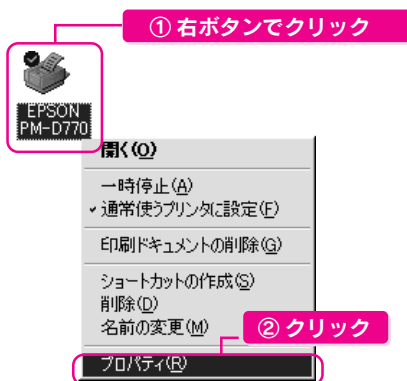 ① 右ボタンでクリック
EPSON
PM-D770
開く(O)
一時停止(A)
通常使うプリンタに設定(F)
印刷ドキュメントの削除(G)
ショートカットの作成(S)
削除(D)
名前の変更(M)
② クリック
プロパティ(R)